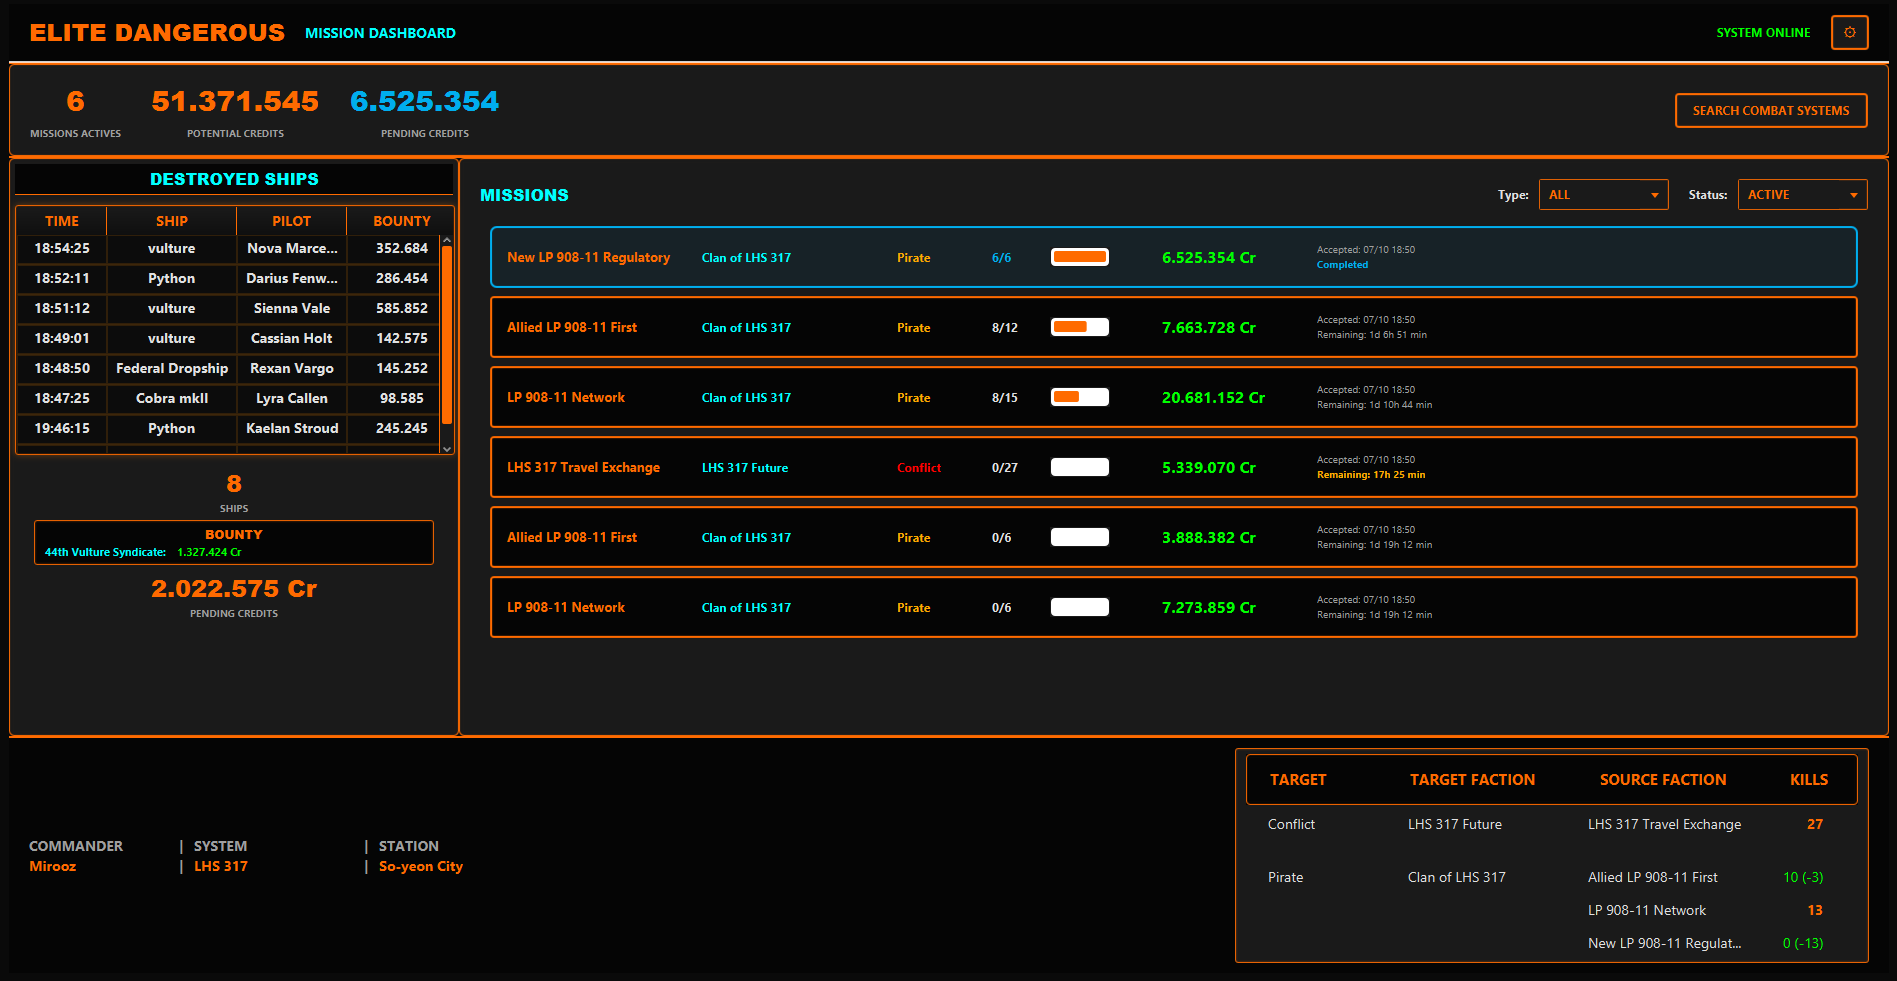 ELITE DANGEROUS MISSION DASHBOARD SYSTEM ONLINE
6 51.371.545 6.525.354
MISSIONS ACTIVES POTENTIAL CREDITS PENDING CREDITS
SEARCH COMBAT SYSTEMS
DESTROYED SHIPS
TIME SHIP PILOT BOUNTY
18:54:25 vulture Nova Marce... 352.684
18:52:11 Python Darius Fenw... 286.454
18:51:12 vulture Sienna Vale 585.852
18:49:01 vulture Cassian Holt 142.575
18:48:50 Federal Dropship Rexan Vargo 145.252
18:47:25 Cobra mkII Lyra Callen 98.585
19:46:15 Python Kaelan Stroud 245.245
8
SHIPS
BOUNTY
44th Vulture Syndicate: 1.327.424 Cr
2.022.575 Cr
PENDING CREDITS
MISSIONS Type: ALL Status: ACTIVE
New LP 908-11 Regulatory Clan of LHS 317 Pirate 6/6 6.525.354 Cr
Accepted: 07/10 18:50
Completed
Allied LP 908-11 First Clan of LHS 317 Pirate 8/12 7.663.728 Cr
Accepted: 07/10 18:50
Remaining: 1d 6h 51 min
LP 908-11 Network Clan of LHS 317 Pirate 8/15 20.681.152 Cr
Accepted: 07/10 18:50
Remaining: 1d 10h 44 min
LHS 317 Travel Exchange LHS 317 Future Conflict 0/27 5.339.070 Cr
Accepted: 07/10 18:50
Remaining: 17h 25 min
Allied LP 908-11 First Clan of LHS 317 Pirate 0/6 3.888.382 Cr
Accepted: 07/10 18:50
Remaining: 1d 19h 12 min
LP 908-11 Network Clan of LHS 317 Pirate 0/6 7.273.859 Cr
Accepted: 07/10 18:50
Remaining: 1d 19h 12 min
COMMANDER | SYSTEM | STATION
Mirooz | LHS 317 | So-yeon City
TARGET TARGET FACTION SOURCE FACTION KILLS
Conflict LHS 317 Future LHS 317 Travel Exchange 27
Pirate Clan of LHS 317 Allied LP 908-11 First 10 (-3)
LP 908-11 Network 13
New LP 908-11 Regulat... 0 (-13)